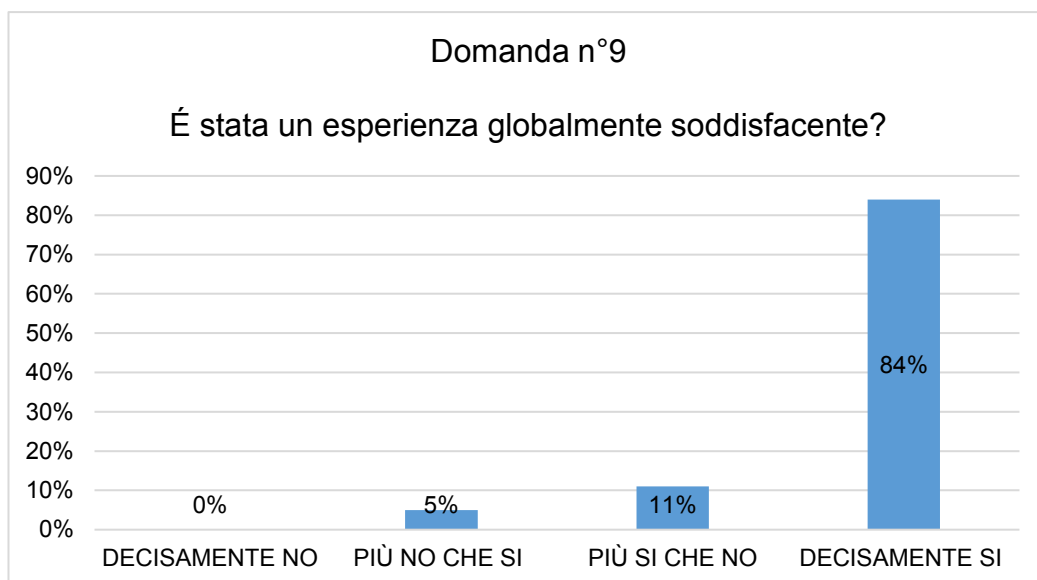 Domanda n°9
É stata un esperienza globalmente soddisfacente?
90%
80%
70%
60%
50%
40%
30%
20%
10%
0%
0%
5%
11%
84%
DECISAMENTE NO
PIÙ NO CHE SI
PIÙ SI CHE NO
DECISAMENTE SI